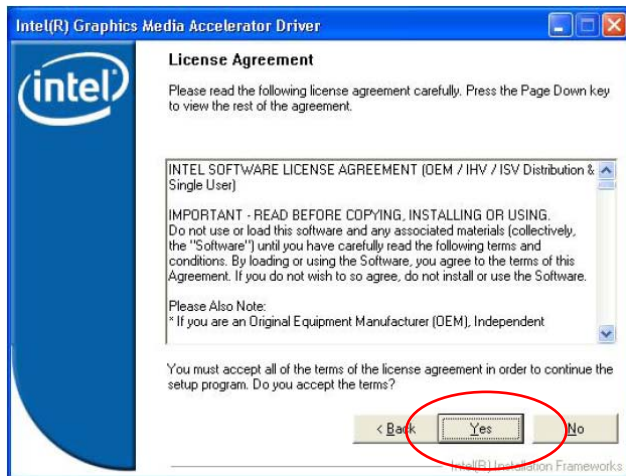 Intel(R) Graphics Media Accelerator Driver
intel
License Agreement
Please read the following license agreement carefully. Press the Page Down key
to view the rest of the agreement.
INTEL SOFTWARE LICENSE AGREEMENT (OEM / IHV / ISV Distribution &
Single User)
IMPORTANT - READ BEFORE COPYING, INSTALLING OR USING.
Do not use or load this software and any associated materials (collectively,
the "Software") until you have carefully read the following terms and
conditions. By loading or using the Software, you agree to the terms of this
Agreement. If you do not wish to so agree, do not install or use the Software.
Please Also Note:
* If you are an Original Equipment Manufacturer (OEM), Independent
You must accept all of the terms of the license agreement in order to continue the
setup program. Do you accept the terms?
< Back Yes No
Intel(R) Installation Frameworks